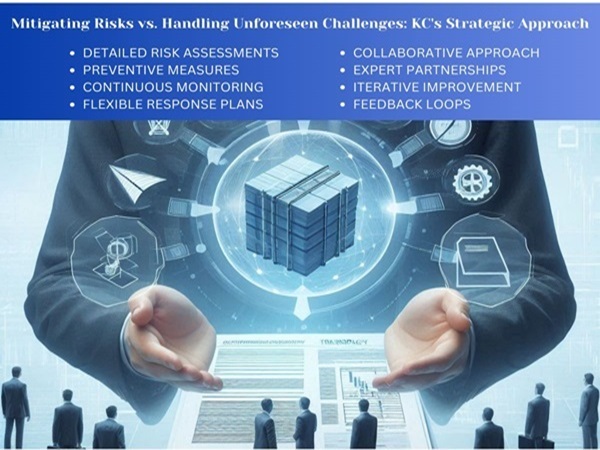 Mitigating Risks vs. Handling Unforeseen Challenges: KC's Strategic Approach
• DETAILED RISK ASSESSMENTS
• PREVENTIVE MEASURES
• CONTINUOUS MONITORING
• FLEXIBLE RESPONSE PLANS
• COLLABORATIVE APPROACH
• EXPERT PARTNERSHIPS
• ITERATIVE IMPROVEMENT
• FEEDBACK LOOPS